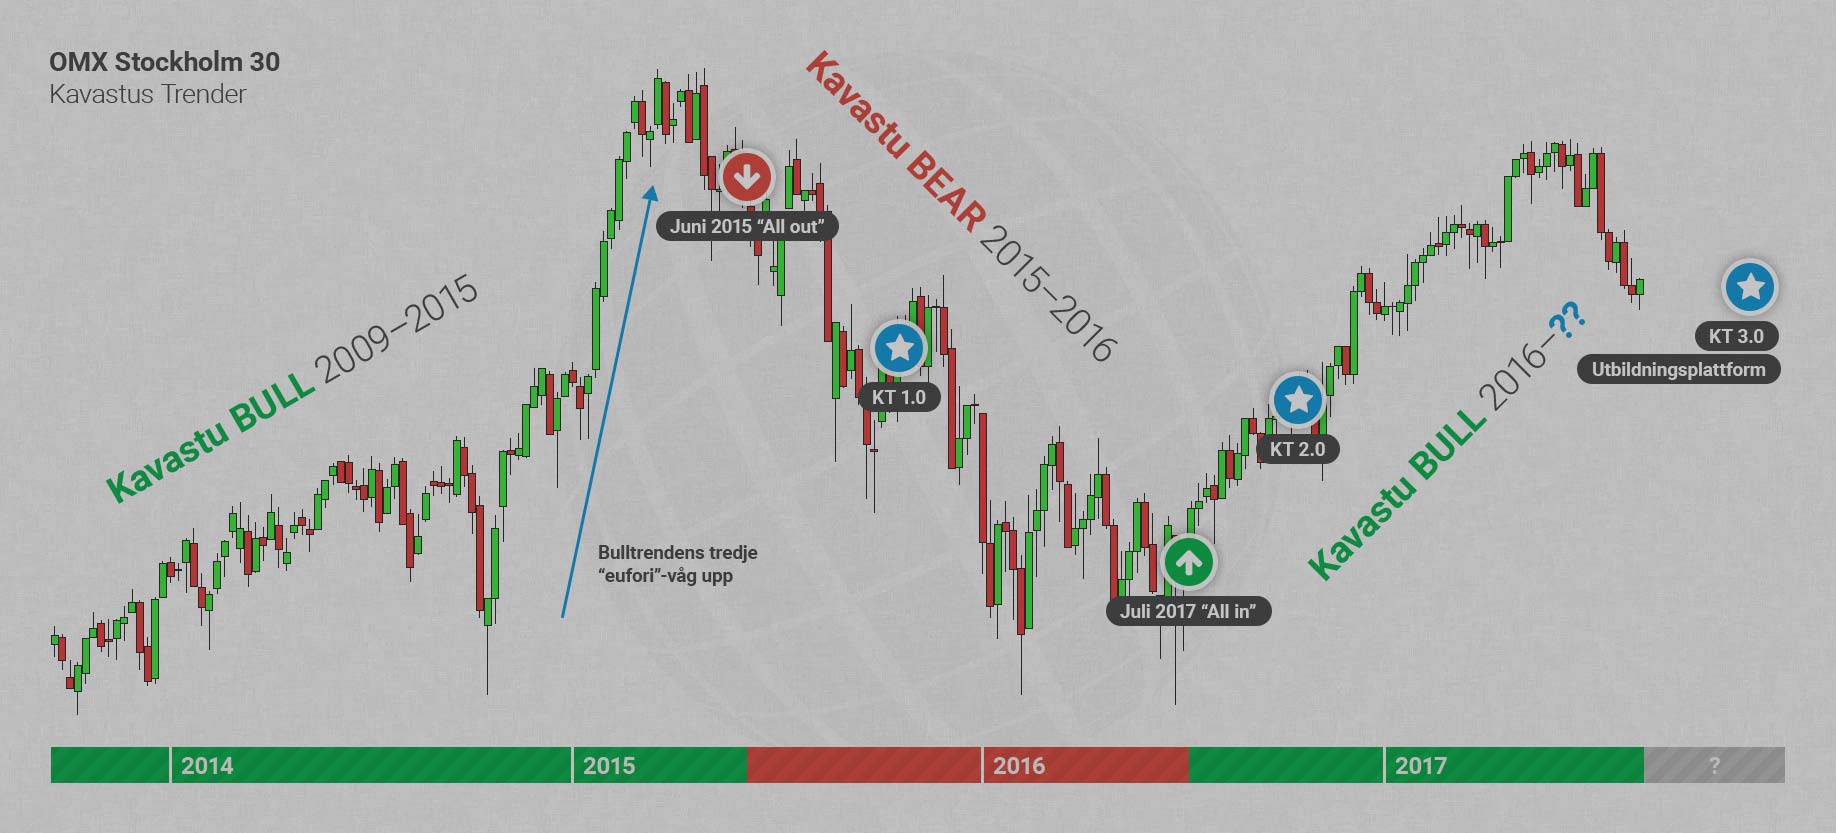 OMX Stockholm 30
Kavastus Trender
Kavastu BULL 2009–2015
Juni 2015 “All out”
Kavastu BEAR 2015–2016
KT 1.0
Bulltrendens tredje
“eufori”-våg upp
Juli 2017 “All in”
KT 2.0
Kavastu BULL 2016–??
KT 3.0
Utbildningsplattform
2014
2015
2016
2017
?